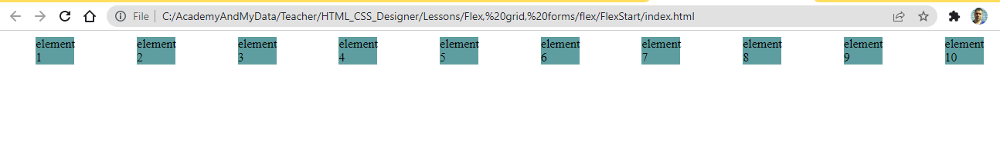 File C:/AcademyAndMyData/Teacher/HTML_CSS_Designer/Lessons/Flex,%20grid,%20forms/flex/FlexStart/index.html
element 1
element 2
element 3
element 4
element 5
element 6
element 7
element 8
element 9
element 10